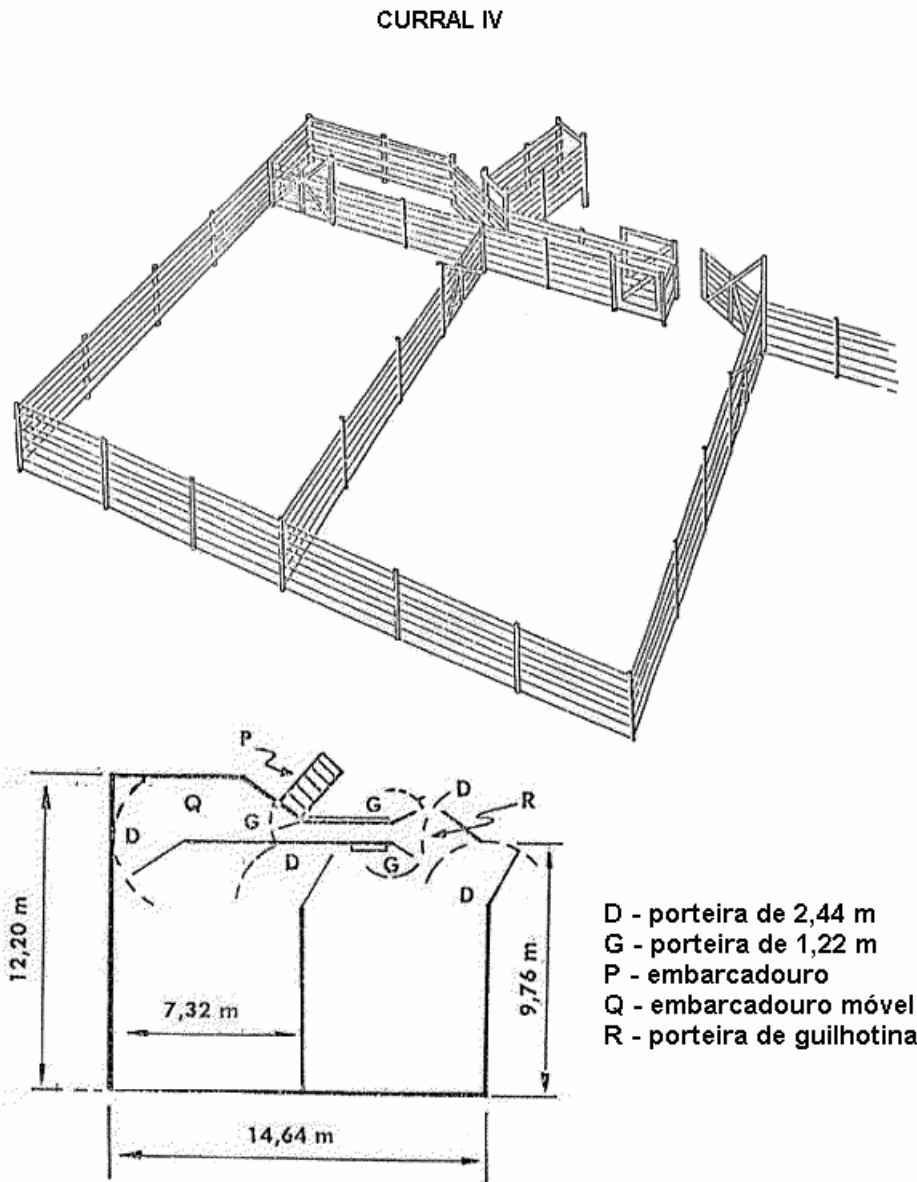 CURRAL IV
P
Q
G
G
D
R
D
D
G
D
12,20 m
7,32 m
9,76 m
14,64 m
D - porteira de 2,44 m
G - porteira de 1,22 m
P - embarcadouro
Q - embarcadouro móvel
R - porteira de guilhotina